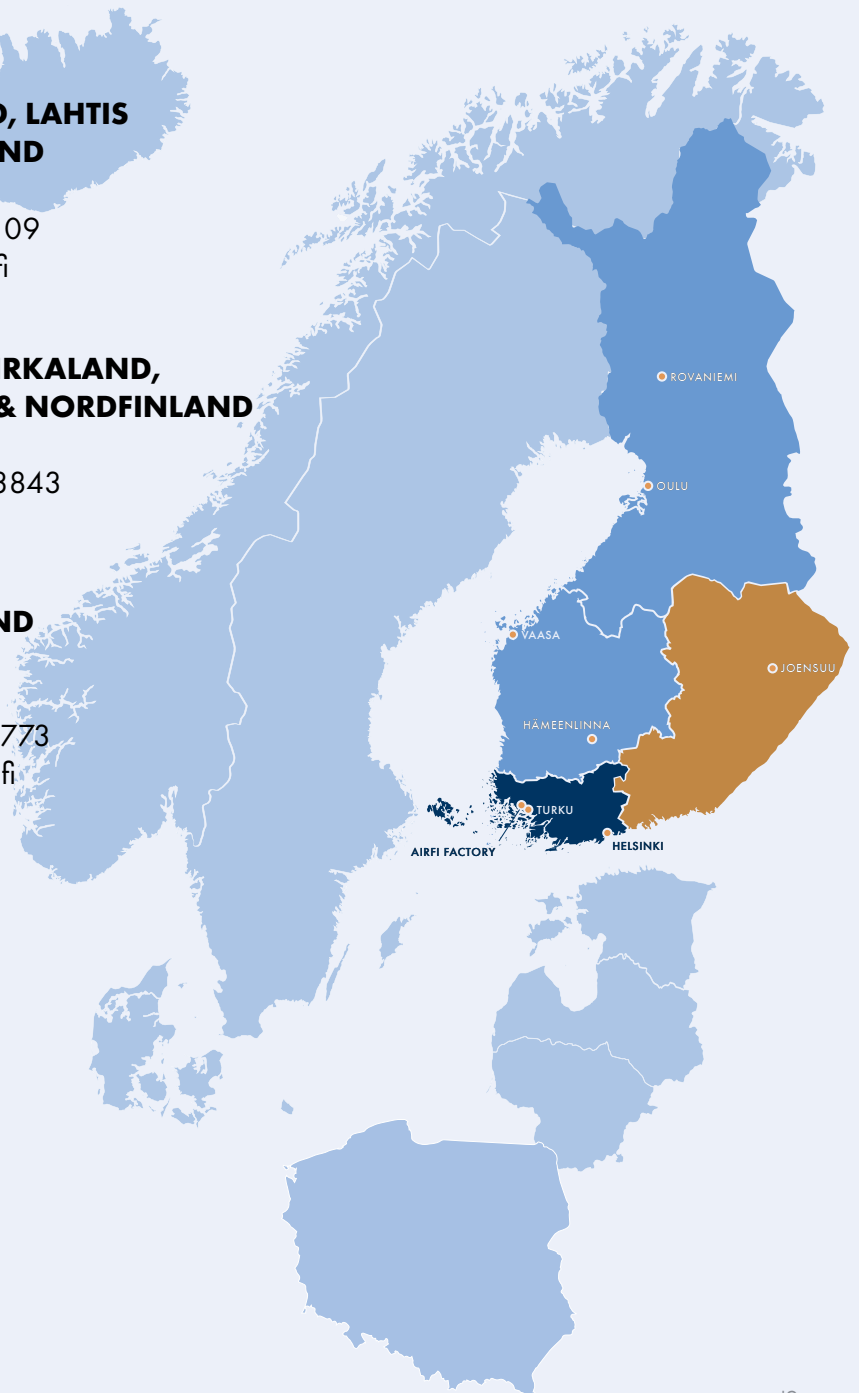 , LAHTIS
ND
09
fi
RKALAND,
& NORDFINLAND
3843
ND
773
fi
ROVANIEMI
OULU
VAASA
JOENSUU
HÄMEENLINNA
TURKU
AIRFI FACTORY
HELSINKI